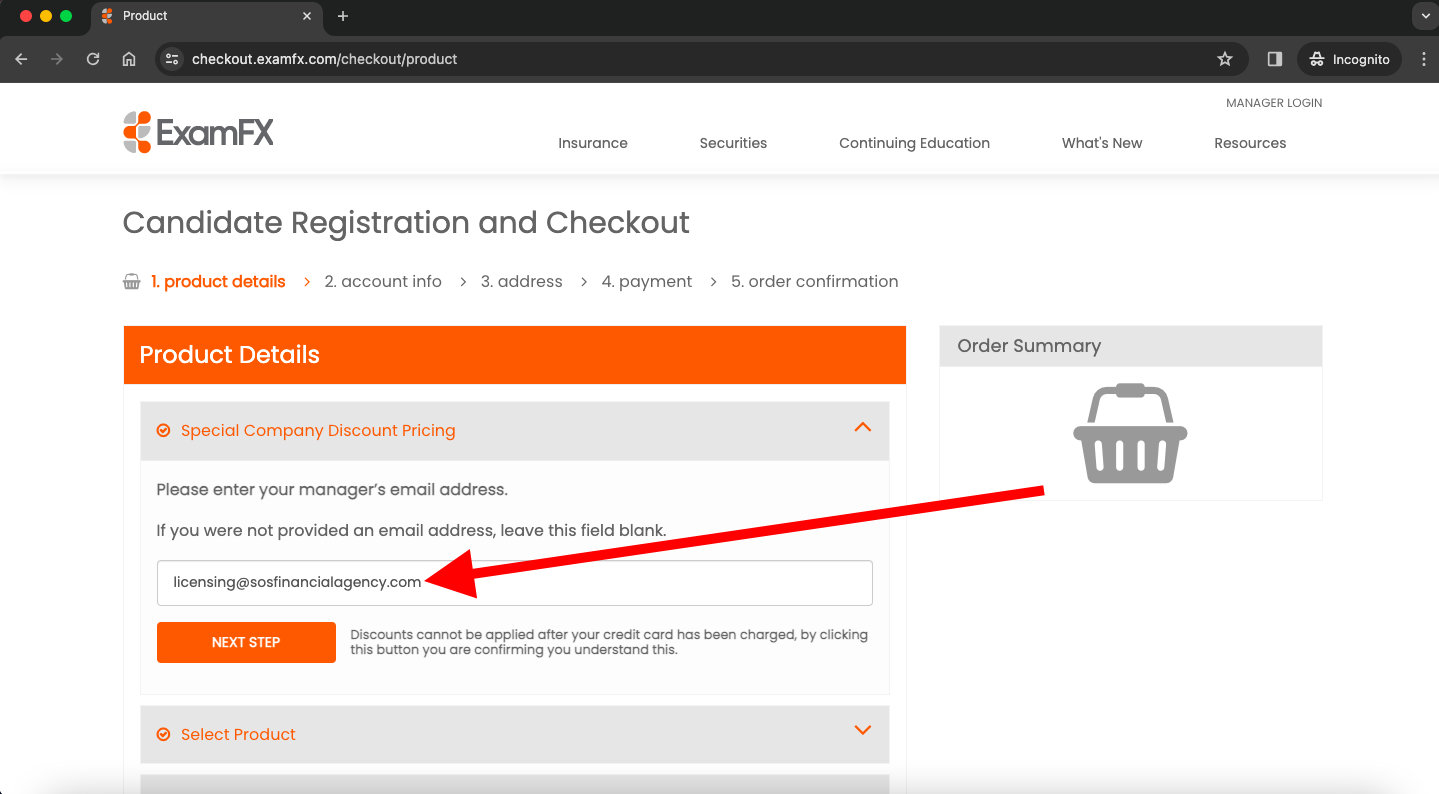 Product
checkout.examfx.com/checkout/product
Incognito
MANAGER LOGIN
ExamFX
Insurance
Securities
Continuing Education
What's New
Resources
Candidate Registration and Checkout
1. product details
2. account info
3. address
4. payment
5. order confirmation
Product Details
Order Summary
Special Company Discount Pricing
Please enter your manager’s email address.
If you were not provided an email address, leave this field blank.
licensing@sosfinancialagency.com
NEXT STEP
Discounts cannot be applied after your credit card has been charged, by clicking
this button you are confirming you understand this.
Select Product